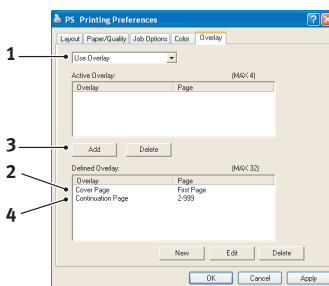 PS Printing Preferences
Layout Paper/Quality Job Options Color Overlay
1
Use Overlay
Active Overlay: (MAX 4)
Overlay Page
3
Add Delete
Defined Overlay: (MAX 32)
2
Overlay Page
Cover Page First Page
4
Continuation Page 2-999
New Edit Delete
OK Cancel Apply